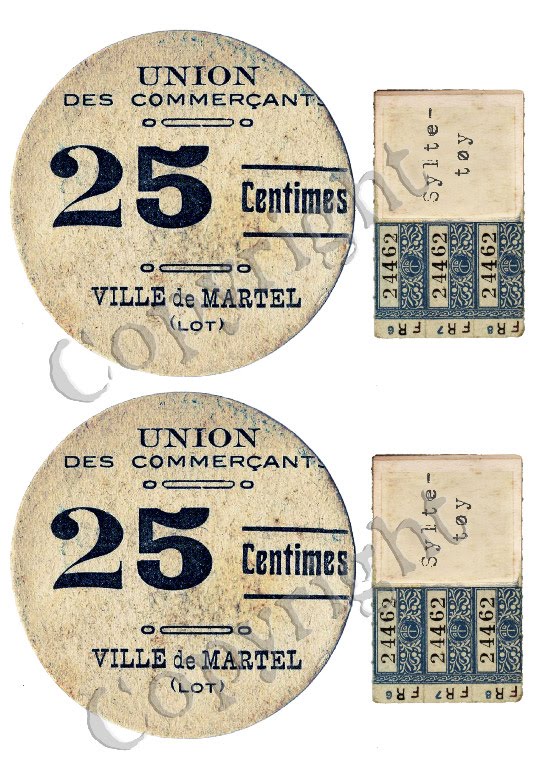 UNION
DES COMMERÇANTS
25 Centimes
VILLE de MARTEL
(LOT)
Sylte-
tøy
24462
24462
24462
FR6 FR7 FR8
Copyright
UNION
DES COMMERÇANTS
25 Centimes
VILLE de MARTEL
(LOT)
Sylte-
tøy
24462
24462
24462
FR6 FR7 FR8
Copyright